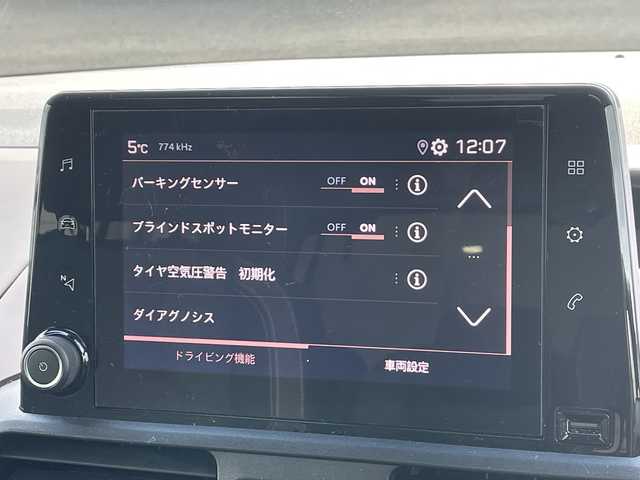 5℃ 774 kHz 12:07
パーキングセンサー OFF ON
ブラインドスポットモニター OFF ON
タイヤ空気圧警告 初期化
ダイアグノシス
ドライビング機能 車両設定
N